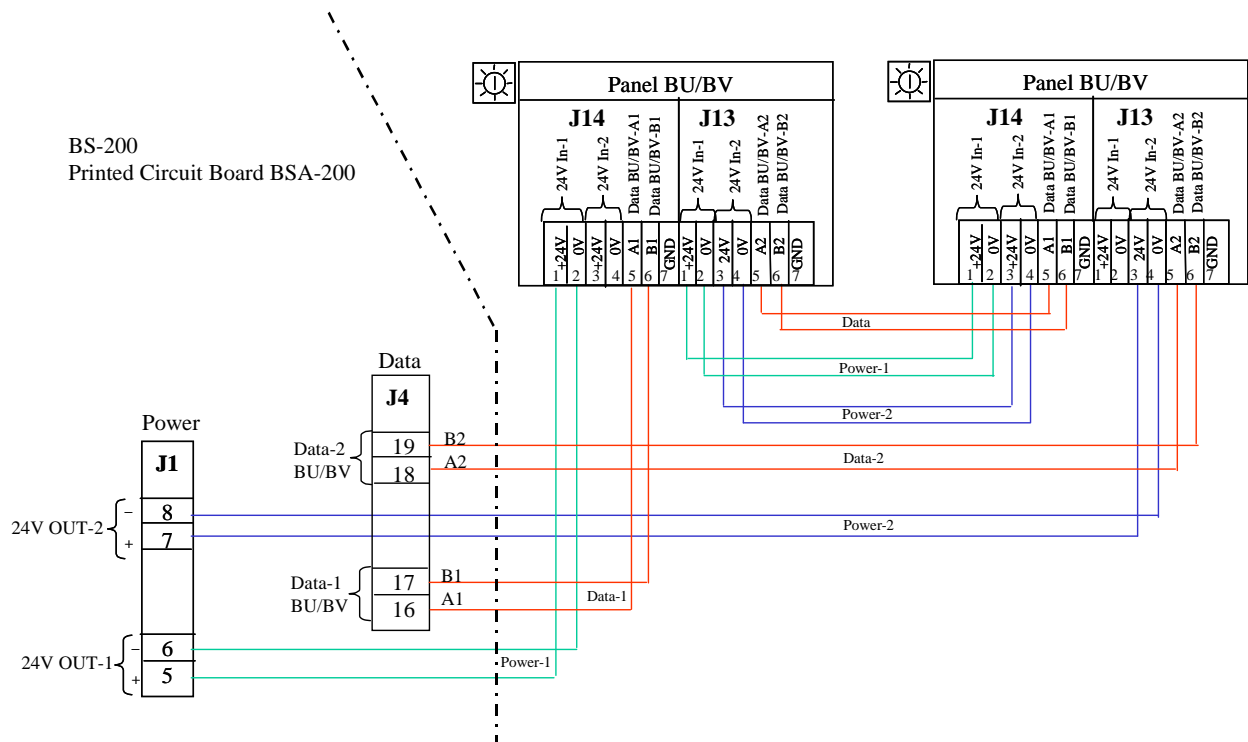 BS-200
Printed Circuit Board BSA-200
Panel BU/BV
J14
J13
24V In-1
24V In-2
Data BU/BV-A1
Data BU/BV-B1
24V In-1
24V In-2
Data BU/BV-A2
Data BU/BV-B2
+24V
0V
+24V
0V
A1
B1
GND
+24V
0V
24V
0V
A2
B2
GND
1 2 3 4 5 6 7 1 2 3 4 5 6 7
Panel BU/BV
J14
J13
24V In-1
24V In-2
Data BU/BV-A1
Data BU/BV-B1
24V In-1
24V In-2
Data BU/BV-A2
Data BU/BV-B2
+24V
0V
+24V
0V
A1
B1
GND
+24V
0V
24V
0V
A2
B2
GND
1 2 3 4 5 6 7 1 2 3 4 5 6 7
Data
Power-1
Power-2
Data
J4
19
B2
18
A2
Data-2
BU/BV
Data-2
17
B1
16
A1
Data-1
BU/BV
Data-1
Power
J1
8
7
24V OUT-2
-
+
Power-2
6
5
24V OUT-1
-
+
Power-1